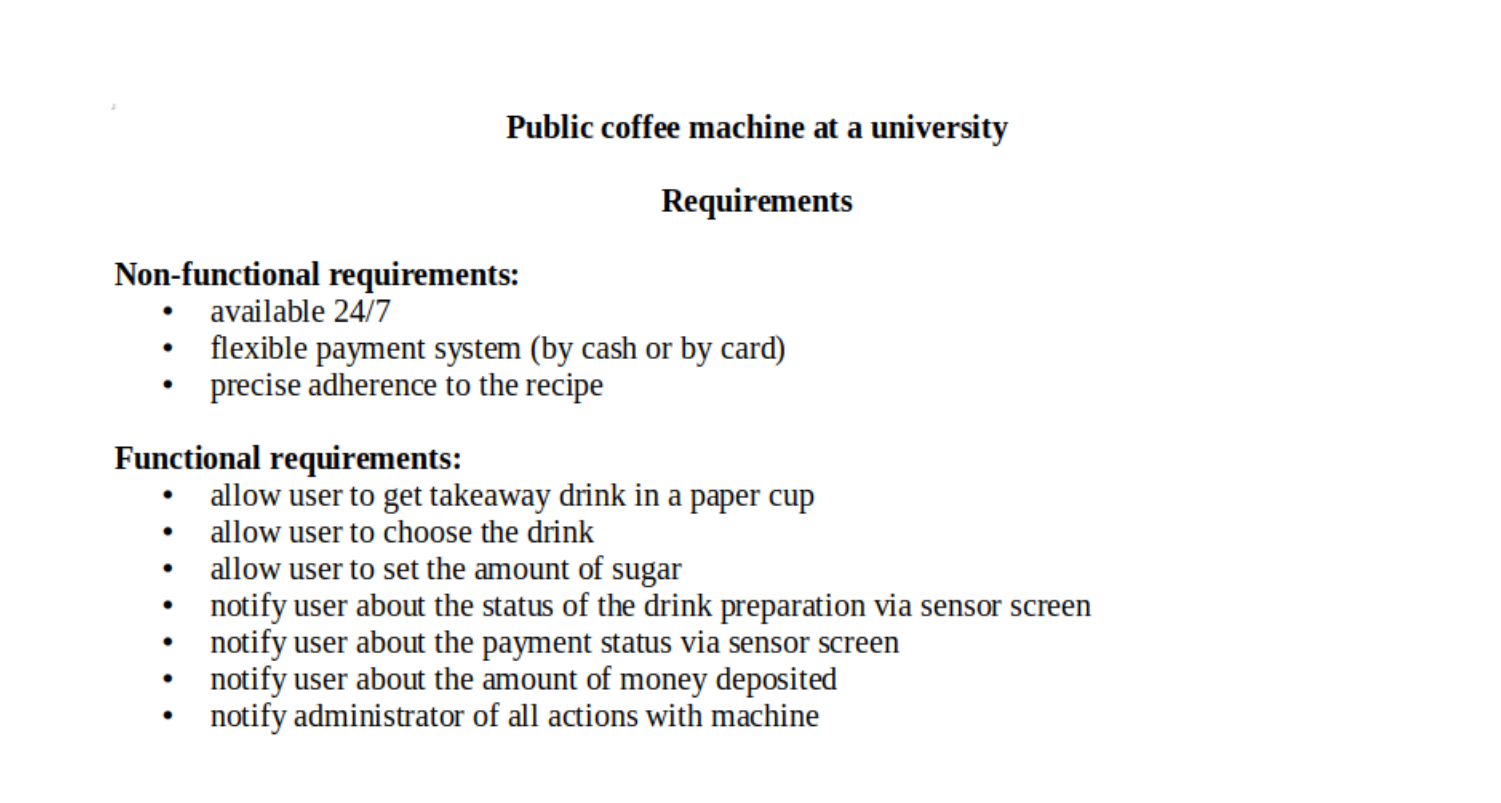 Public coffee machine at a university
Requirements
Non-functional requirements:
• available 24/7
• flexible payment system (by cash or by card)
• precise adherence to the recipe
Functional requirements:
• allow user to get takeaway drink in a paper cup
• allow user to choose the drink
• allow user to set the amount of sugar
• notify user about the status of the drink preparation via sensor screen
• notify user about the payment status via sensor screen
• notify user about the amount of money deposited
• notify administrator of all actions with machine